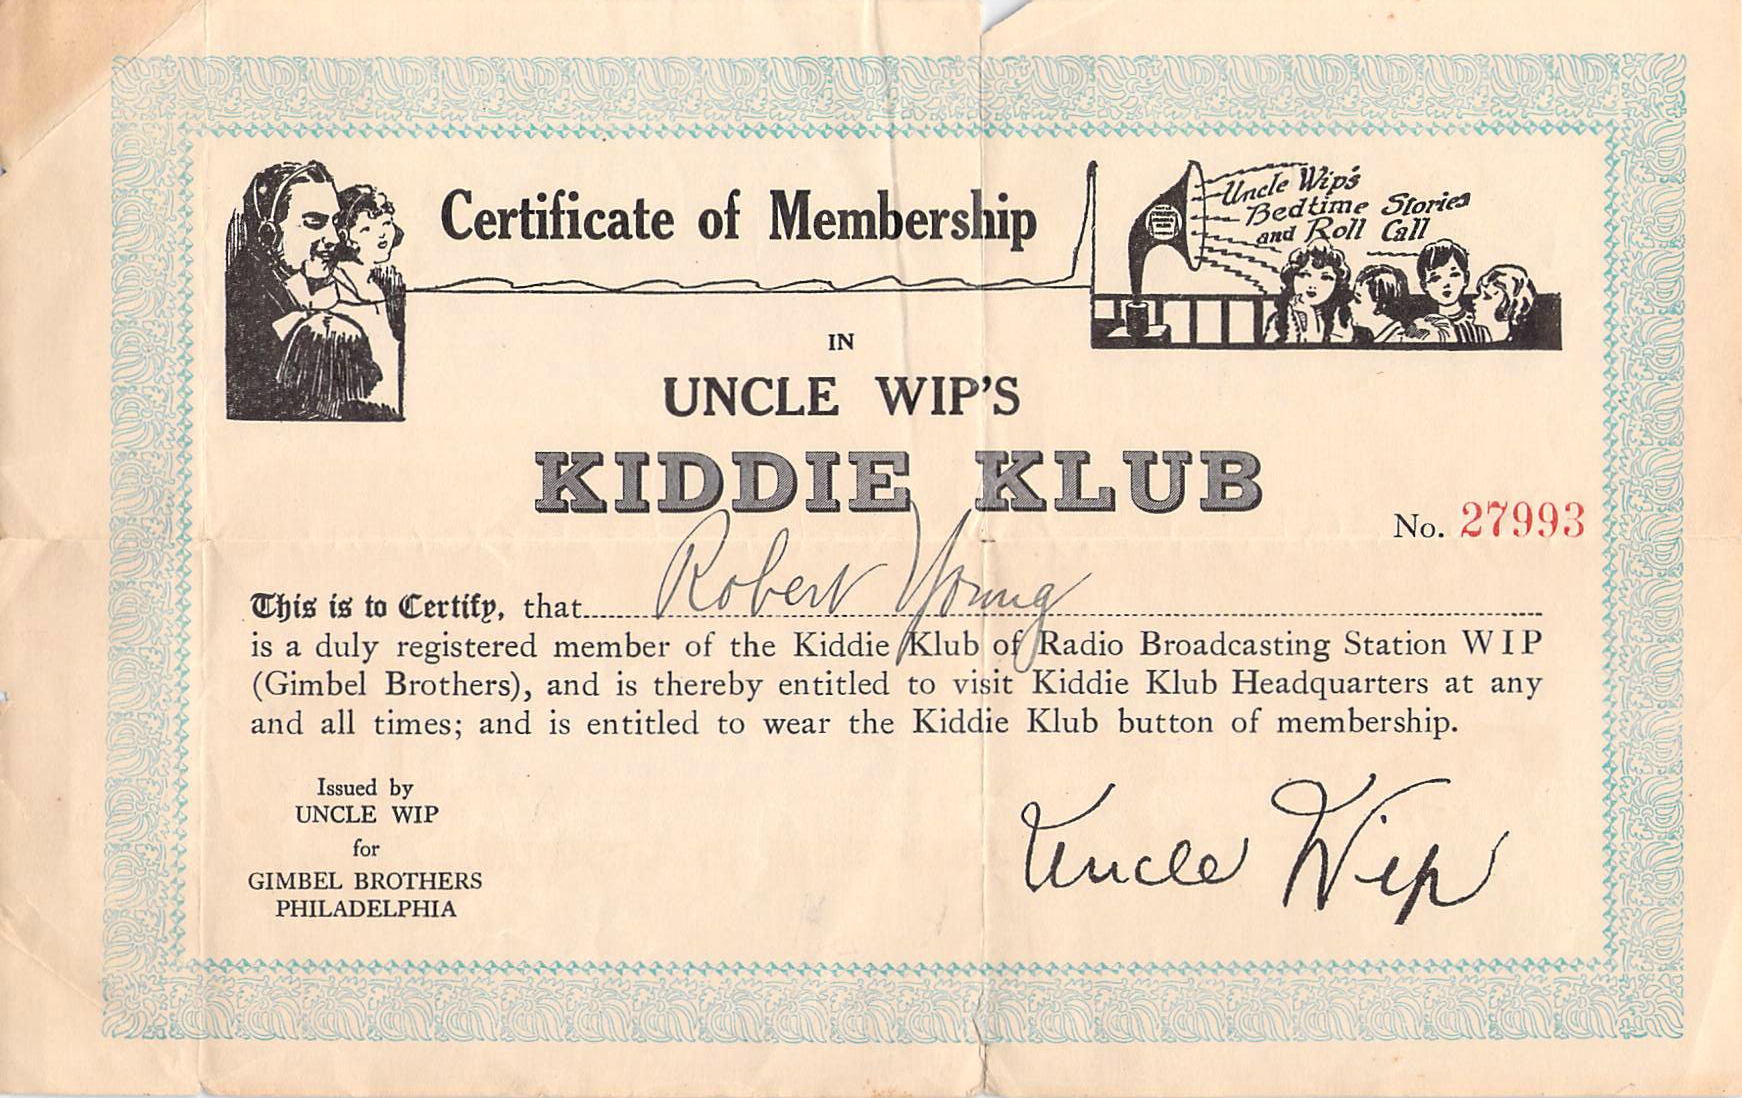 Certificate of Membership
Uncle Wip's
Bedtime Stories
and Roll Call
IN
UNCLE WIP'S
KIDDIE KLUB
No. 27993
This is to Certify, that Robert Young
is a duly registered member of the Kiddie Klub of Radio Broadcasting Station WIP
(Gimbel Brothers), and is thereby entitled to visit Kiddie Klub Headquarters at any
and all times; and is entitled to wear the Kiddie Klub button of membership.
Issued by
UNCLE WIP
for
GIMBEL BROTHERS
PHILADELPHIA
Uncle Wip